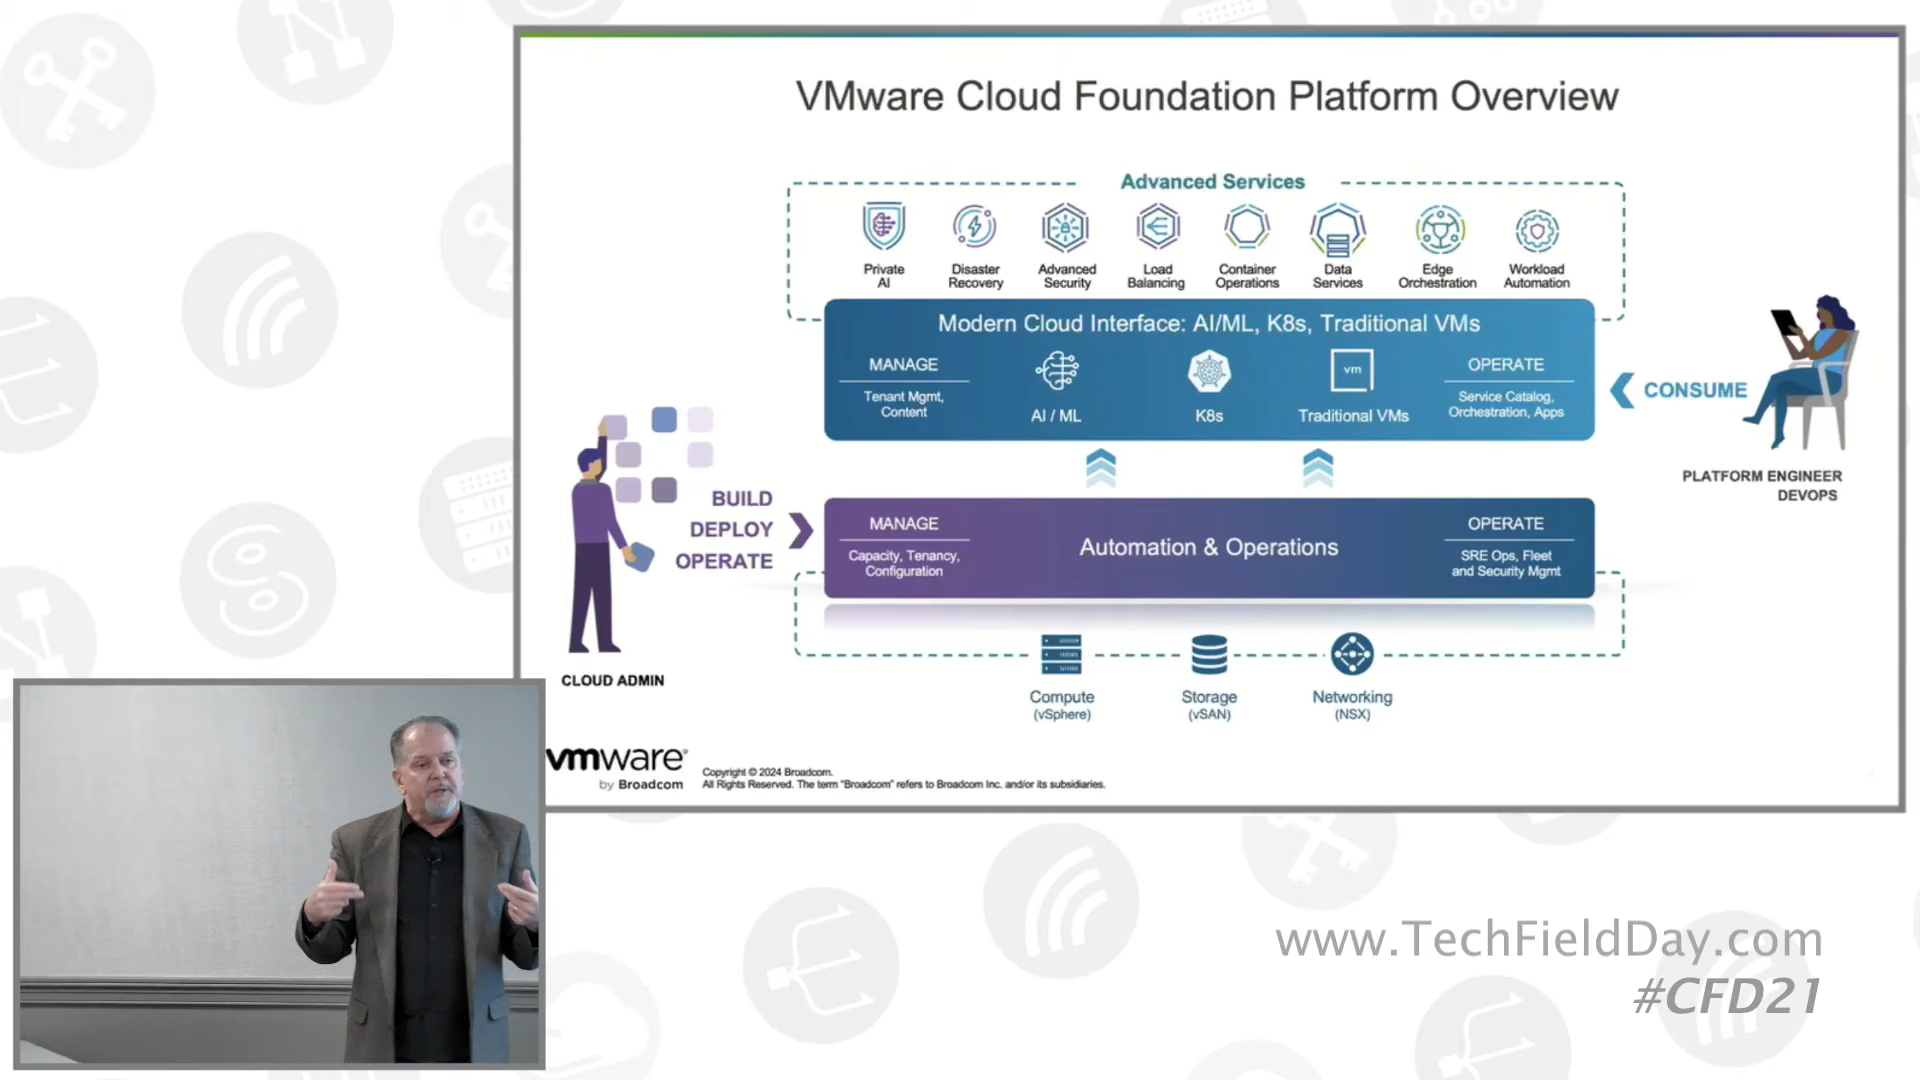 VMware Cloud Foundation Platform Overview
Advanced Services
Private
AI
Disaster
Recovery
Advanced
Security
Load
Balancing
Container
Operations
Data
Services
Edge
Orchestration
Workload
Automation
Modern Cloud Interface: AI/ML, K8s, Traditional VMs
MANAGE
Tenant Mgmt,
Content
AI / ML
K8s
vm
Traditional VMs
OPERATE
Service Catalog,
Orchestration, Apps
CONSUME
PLATFORM ENGINEER
DEVOPS
BUILD
DEPLOY
OPERATE
CLOUD ADMIN
MANAGE
Capacity, Tenancy,
Configuration
Automation & Operations
OPERATE
SRE Ops, Fleet
and Security Mgmt
Compute
(vSphere)
Storage
(vSAN)
Networking
(NSX)
vmware®
by Broadcom
Copyright © 2024 Broadcom.
All Rights Reserved. The term "Broadcom" refers to Broadcom Inc. and/or its subsidiaries.
www.TechFieldDay.com
#CFD21